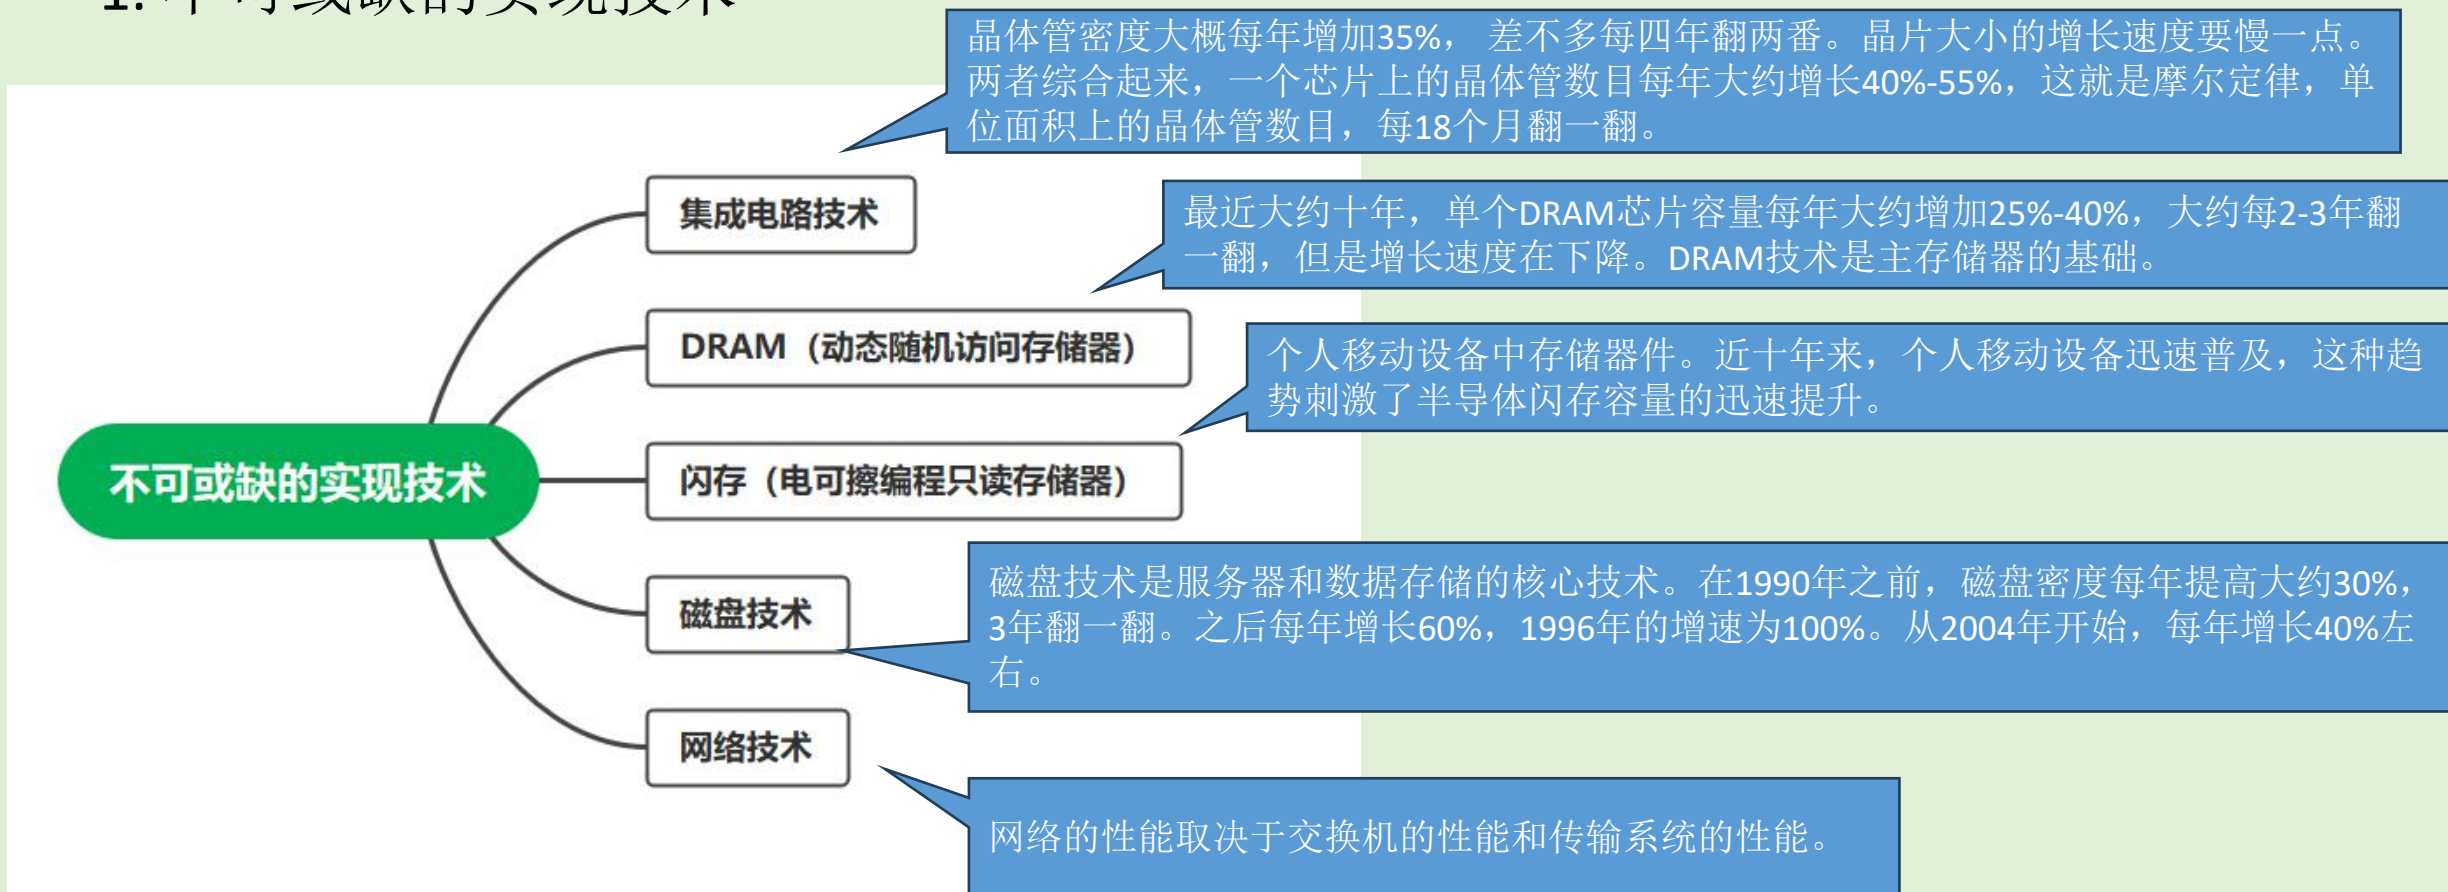 1. 不可或缺的实现技术
晶体管密度大概每年增加35%， 差不多每四年翻两番。晶片大小的增长速度要慢一点。
两者综合起来，一个芯片上的晶体管数目每年大约增长40%-55%，这就是摩尔定律，单
位面积上的晶体管数目，每18个月翻一翻。
集成电路技术
最近大约十年，单个DRAM芯片容量每年大约增加25%-40%，大约每2-3年翻
一翻，但是增长速度在下降。DRAM技术是主存储器的基础。
DRAM（动态随机访问存储器）
个人移动设备中存储器件。近十年来，个人移动设备迅速普及，这种趋
势刺激了半导体闪存容量的迅速提升。
不可或缺的实现技术
闪存（电可擦编程只读存储器）
磁盘技术是服务器和数据存储的核心技术。在1990年之前，磁盘密度每年提高大约30%，
3年翻一翻。之后每年增长60%，1996年的增速为100%。从2004年开始，每年增长40%左
右。
磁盘技术
网络技术
网络的性能取决于交换机的性能和传输系统的性能。